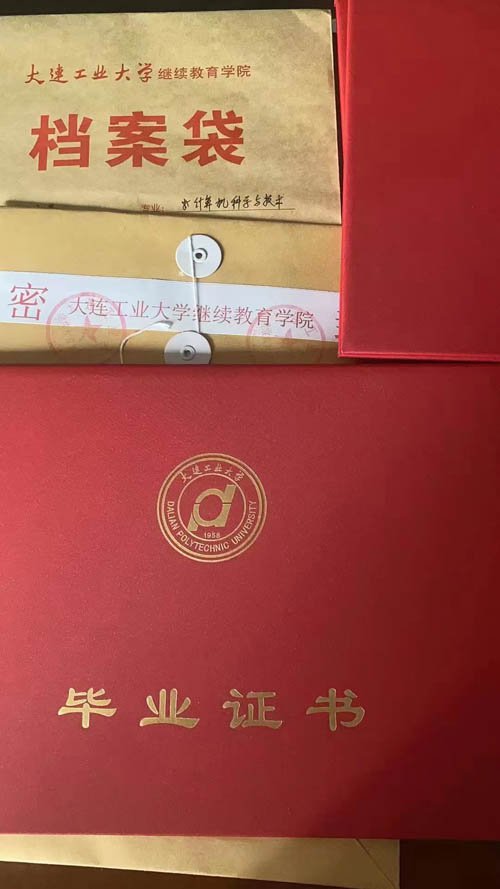 大连工业大学继续教育学院
档案袋
专业：计算机科学与技术
密
大连工业大学继续教育学院
大连工业大学
DALIAN POLYTECHNIC UNIVERSITY
1958
毕业证书